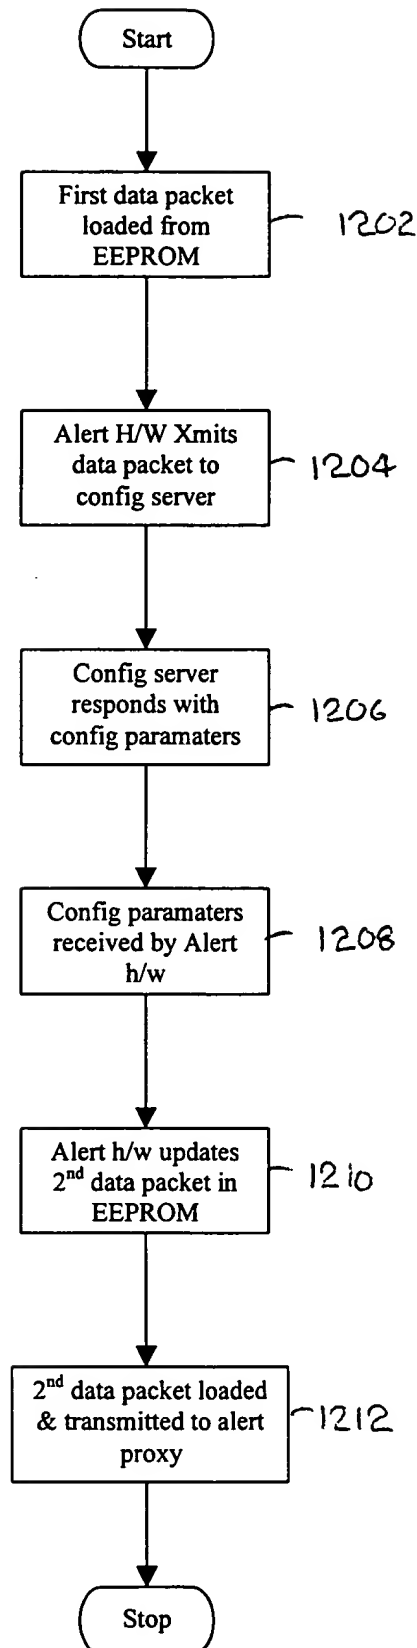 Start
First data packet
loaded from
EEPROM
1202
Alert H/W Xmits
data packet to
config server
1204
Config server
responds with
config paramaters
1206
Config paramaters
received by Alert
h/w
1208
Alert h/w updates
2nd data packet in
EEPROM
1210
2nd data packet loaded
& transmitted to alert
proxy
1212
Stop